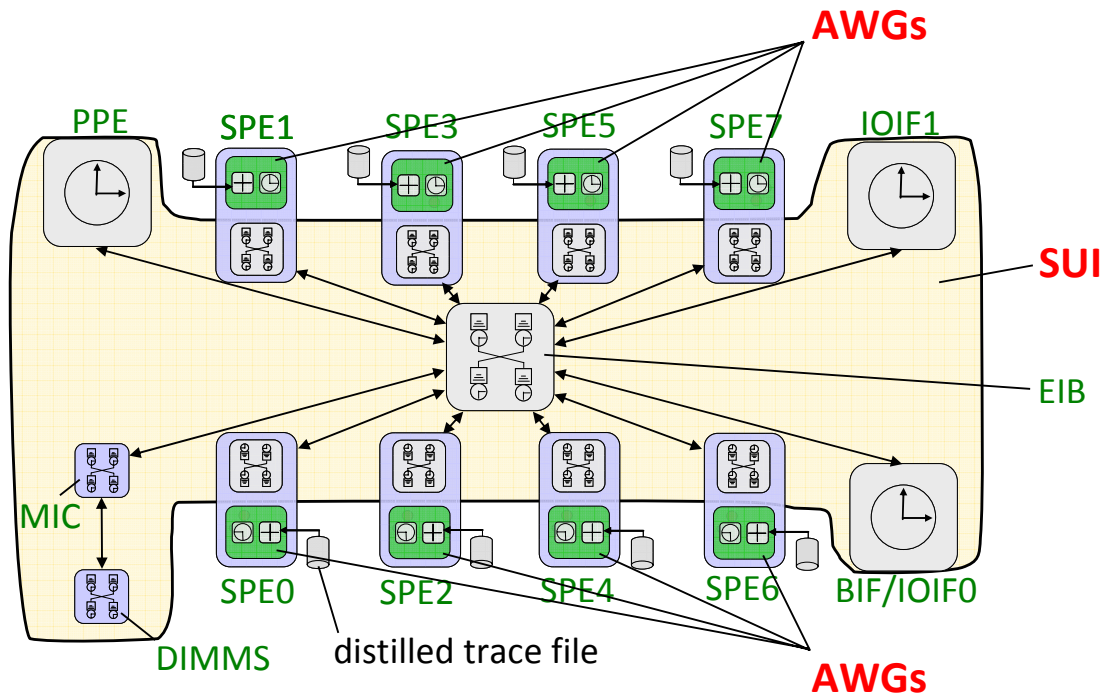 AWGs
PPE
SPE1
SPE3
SPE5
SPE7
IOIF1
SUI
EIB
MIC
SPE0
SPE2
SPE4
SPE6
BIF/IOIF0
DIMMS
distilled trace file
AWGs